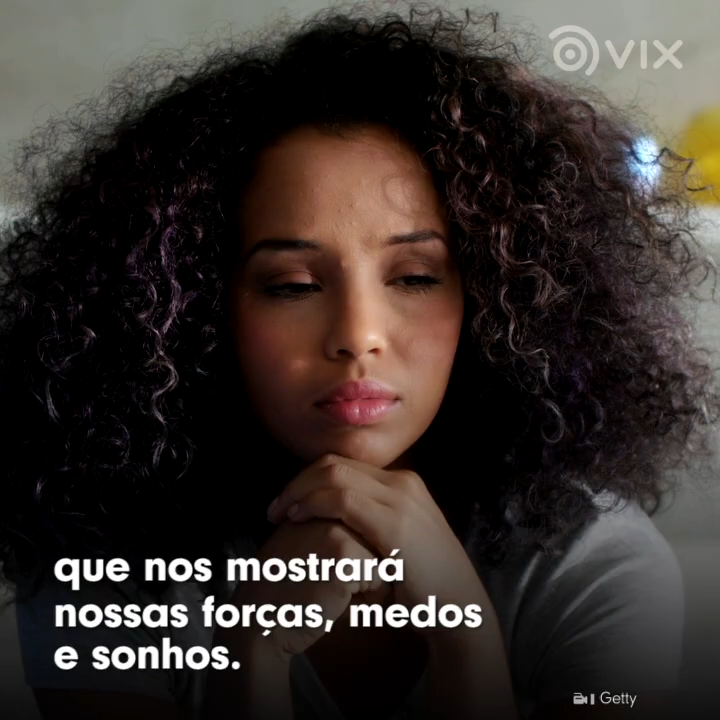 VIX
que nos mostrará
nossas forças, medos
e sonhos.
Getty